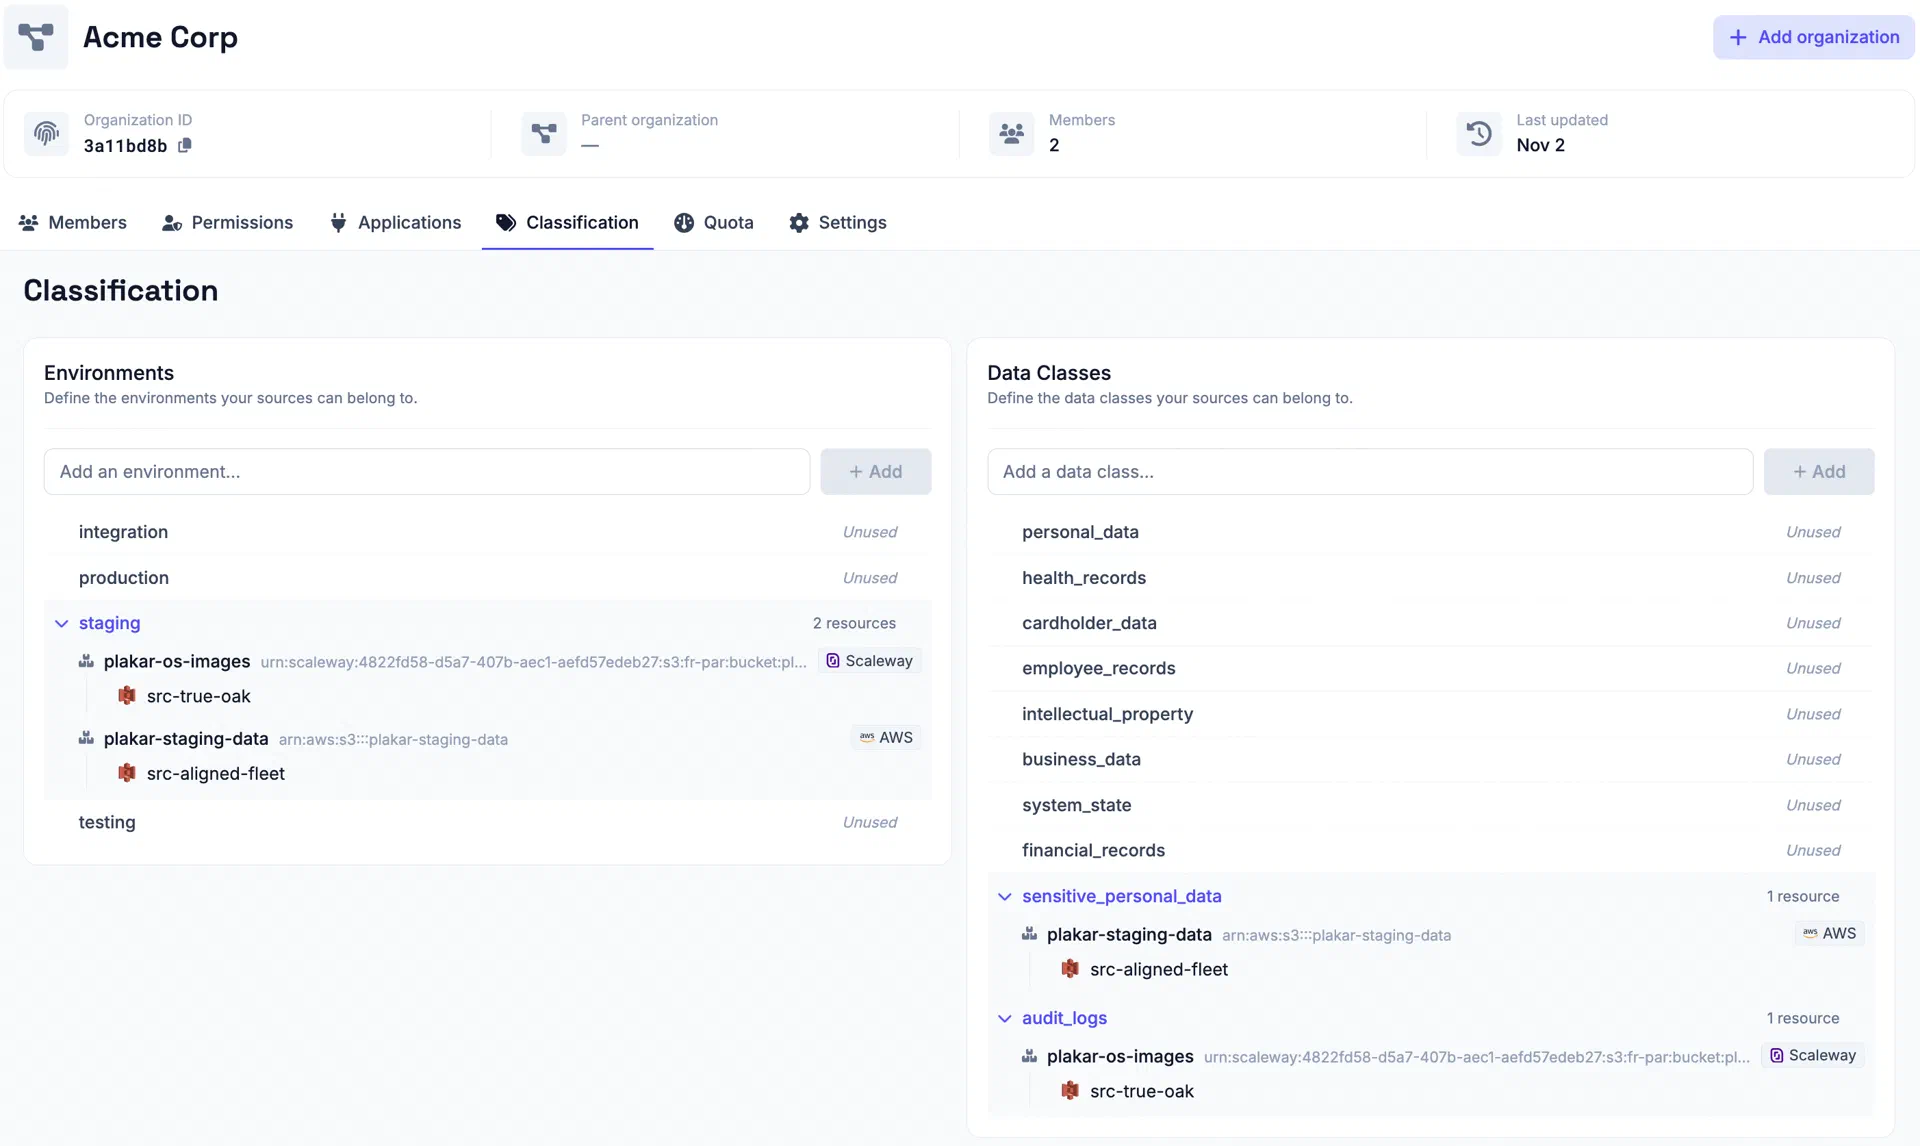 Acme Corp
+ Add organization
Organization ID
3a11bd8b
Parent organization
—
Members
2
Last updated
Nov 2
Members
Permissions
Applications
Classification
Quota
Settings
Classification
Environments
Define the environments your sources can belong to.
Add an environment...
+ Add
integration
Unused
production
Unused
staging
2 resources
plakar-os-images urn:scaleway:4822fd58-d5a7-407b-aec1-aefd57edeb27:s3:fr-par:bucket:pl... Scaleway
src-true-oak
plakar-staging-data arn:aws:s3:::plakar-staging-data aws AWS
src-aligned-fleet
testing
Unused
Data Classes
Define the data classes your sources can belong to.
Add a data class...
+ Add
personal_data
Unused
health_records
Unused
cardholder_data
Unused
employee_records
Unused
intellectual_property
Unused
business_data
Unused
system_state
Unused
financial_records
Unused
sensitive_personal_data
1 resource
plakar-staging-data arn:aws:s3:::plakar-staging-data aws AWS
src-aligned-fleet
audit_logs
1 resource
plakar-os-images urn:scaleway:4822fd58-d5a7-407b-aec1-aefd57edeb27:s3:fr-par:bucket:pl... Scaleway
src-true-oak